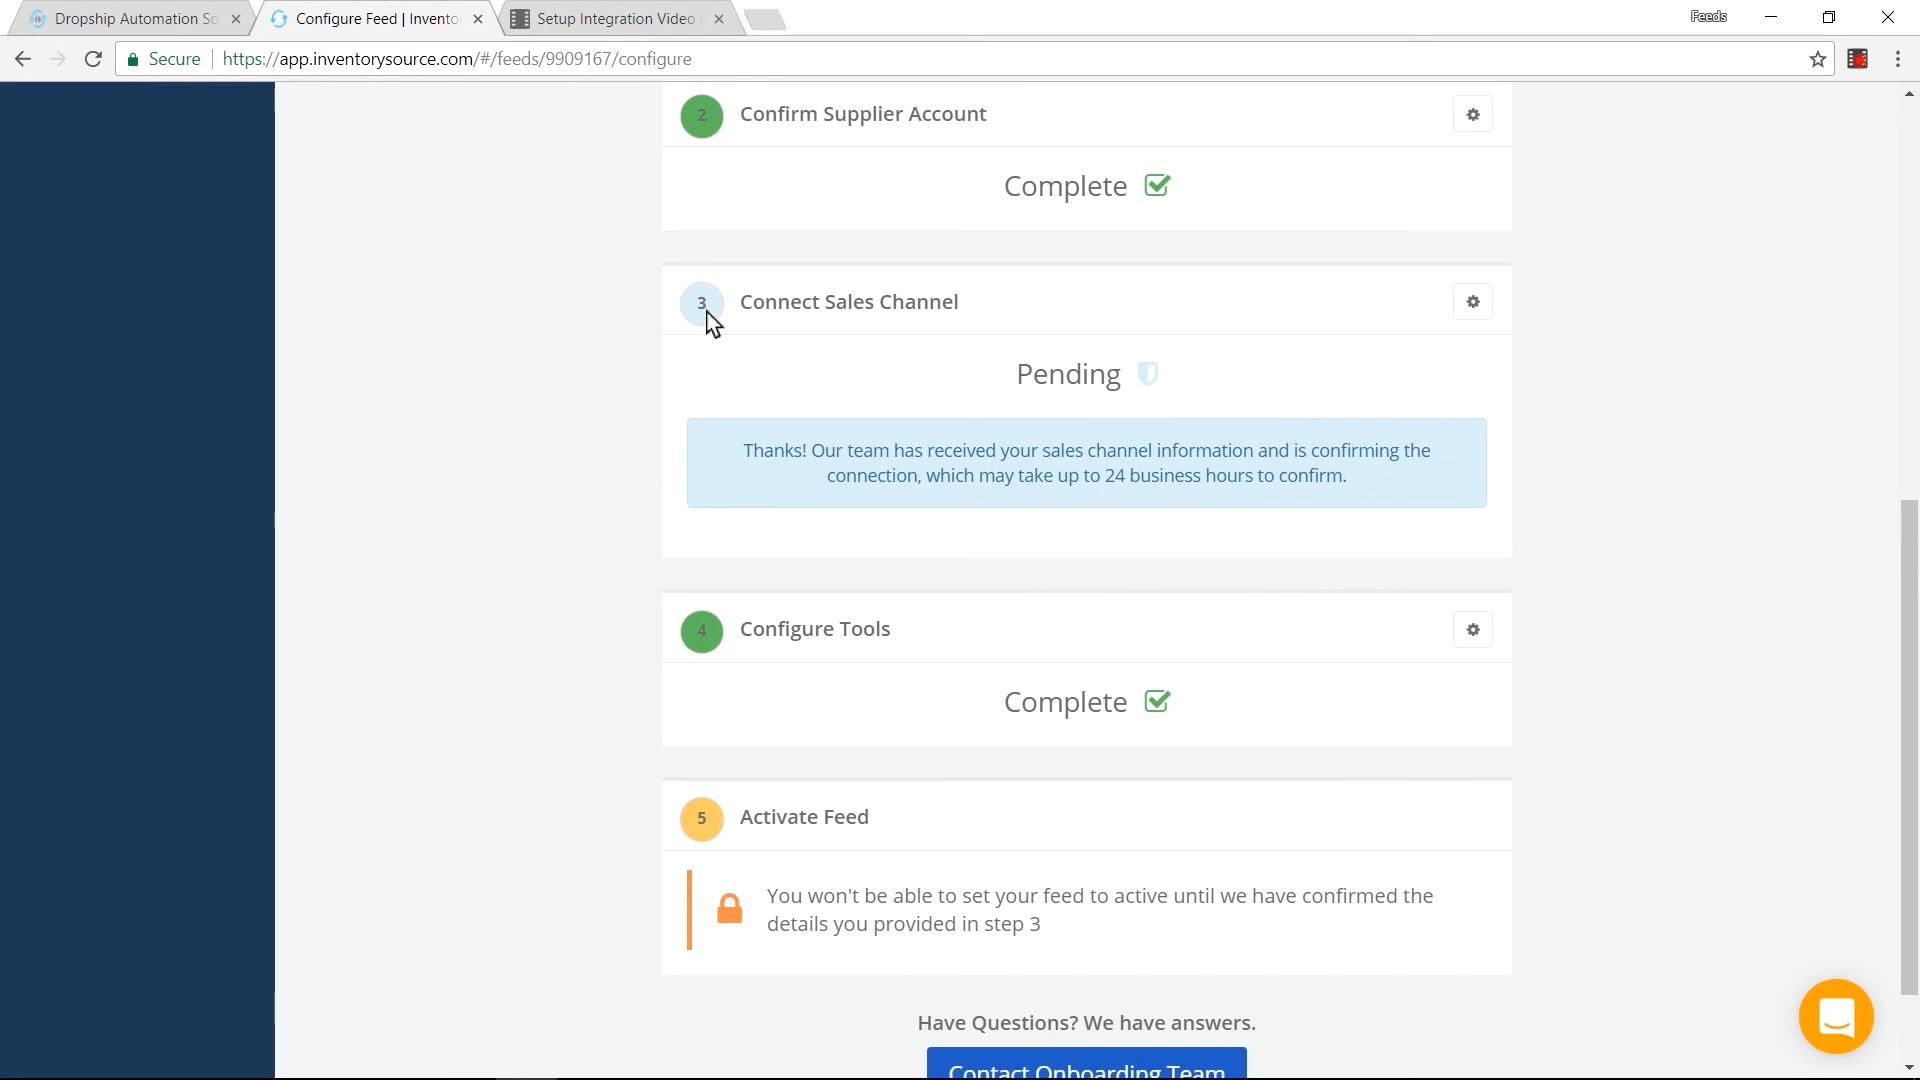 Dropship Automation So
Configure Feed | Invento
Setup Integration Video
Feeds
Secure
https://app.inventorysource.com/#/feeds/9909167/configure
2
Confirm Supplier Account
Complete
3
Connect Sales Channel
Pending
Thanks! Our team has received your sales channel information and is confirming the
connection, which may take up to 24 business hours to confirm.
4
Configure Tools
Complete
5
Activate Feed
You won't be able to set your feed to active until we have confirmed the
details you provided in step 3
Have Questions? We have answers.
Contact Onboarding Team